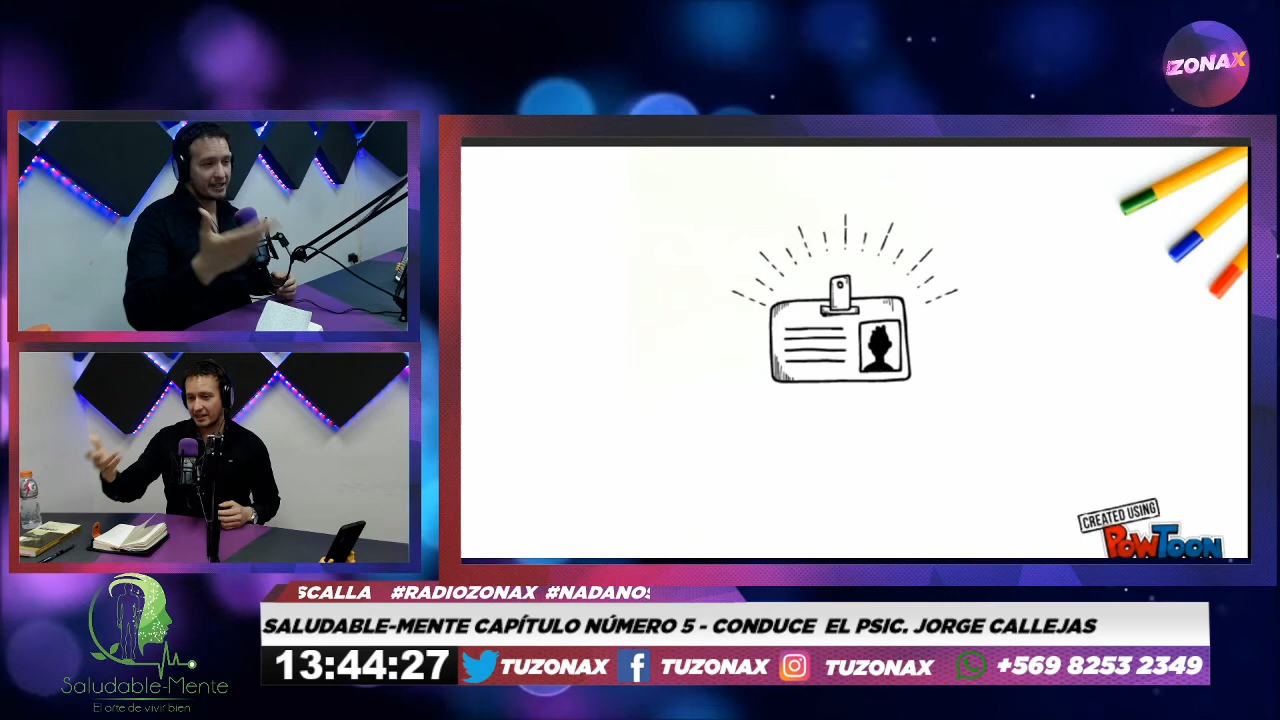 ZONAX
CREATED USING
POWTOON
SCALLA #RADIOZONAX #NADANOS
SALUDABLE-MENTE CAPÍTULO NÚMERO 5 - CONDUCE EL PSIC. JORGE CALLEJAS
13:44:27 TUZONAX TUZONAX TUZONAX +569 8253 2349
Saludable-Mente
El arte de vivir bien